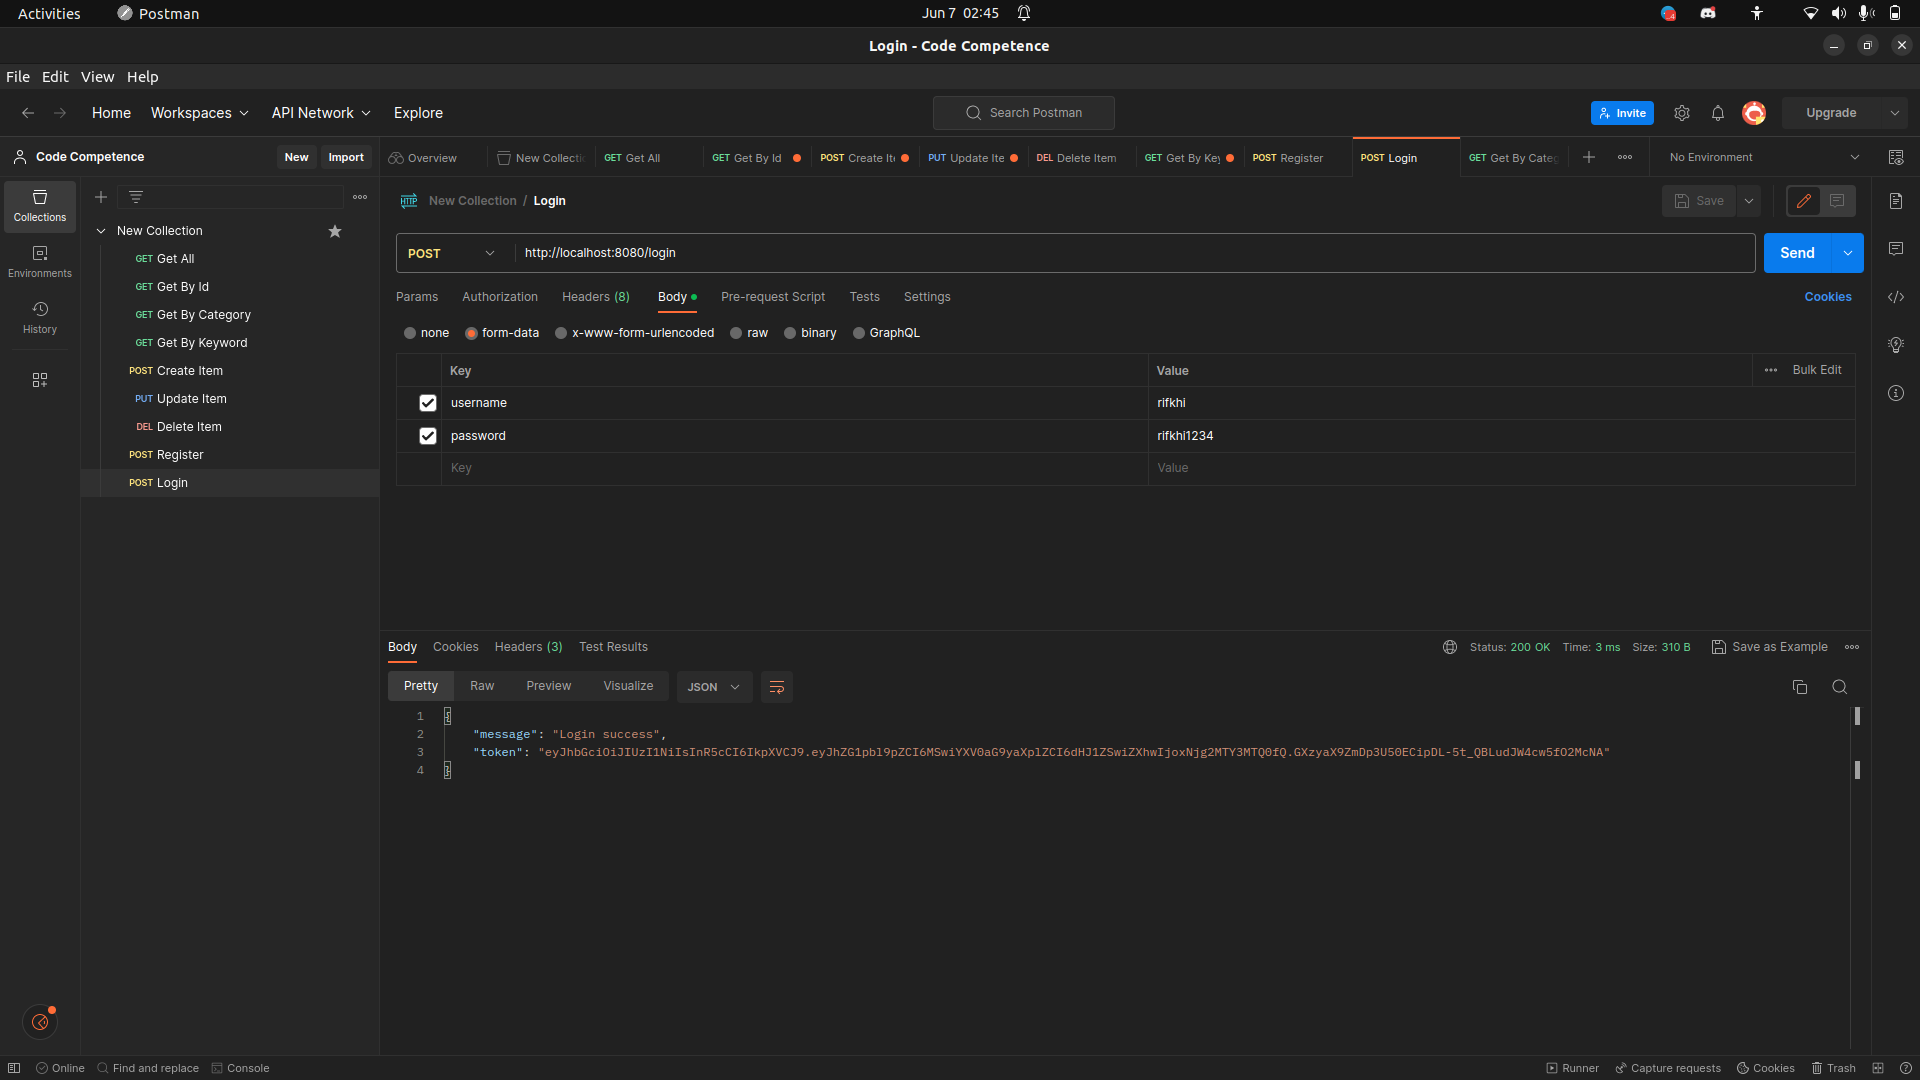 Activities Postman Jun 7 02:45
Login - Code Competence
File Edit View Help
Home Workspaces API Network Explore Search Postman Invite Upgrade
Code Competence New Import Overview New Collecti GET Get All GET Get By Id POST Create Ite PUT Update Ite DEL Delete Item GET Get By Key POST Register POST Login GET Get By Categ No Environment
Collections
Environments
History
New Collection
GET Get All
GET Get By Id
GET Get By Category
GET Get By Keyword
POST Create Item
PUT Update Item
DEL Delete Item
POST Register
POST Login
HTTP New Collection / Login Save
POST http://localhost:8080/login Send
Params Authorization Headers (8) Body Pre-request Script Tests Settings Cookies
none form-data x-www-form-urlencoded raw binary GraphQL
Key Value Bulk Edit
username rifkhi
password rifkhi1234
Key Value
Body Cookies Headers (3) Test Results Status: 200 OK Time: 3 ms Size: 310 B Save as Example
Pretty Raw Preview Visualize JSON
1 {
2 "message": "Login success",
3 "token": "eyJhbGciOiJIUzI1NiIsInR5cCI6IkpXVCJ9.eyJhZG1pbl9pZCI6MSwiYXV0aG9yaXplZCI6dHJ1ZSwiZXhwIjoxNjg2MTY3MTQ0fQ.GXzyaX9ZmDp3U50ECipDL-5t_QBLudJW4cw5fO2McNA"
4 }
Online Find and replace Console Runner Capture requests Cookies Trash